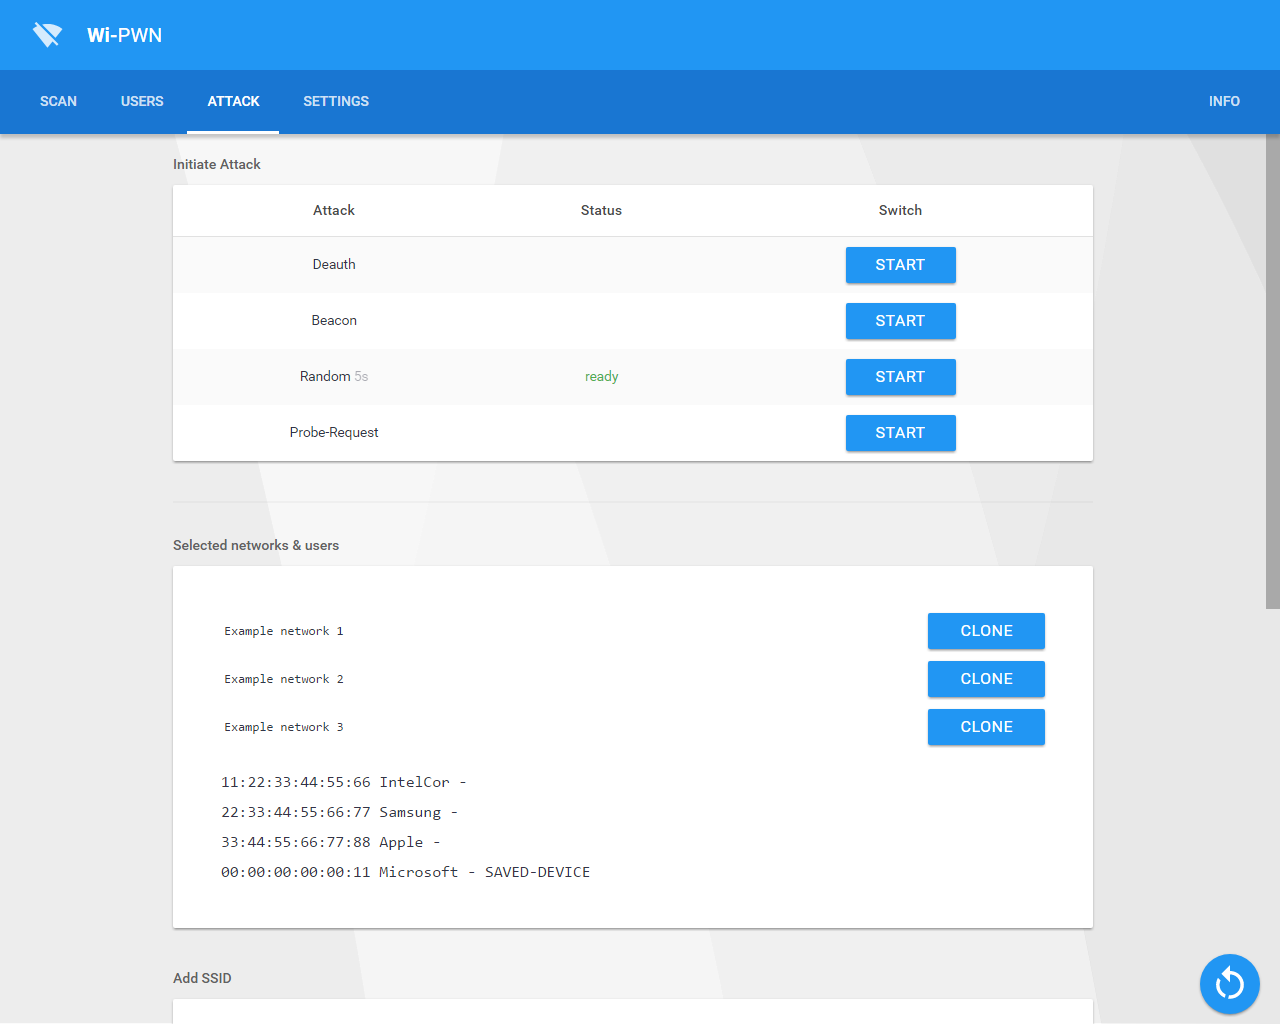 Wi-PWN
SCAN USERS ATTACK SETTINGS INFO
Initiate Attack
Attack Status Switch
Deauth START
Beacon START
Random 5s ready START
Probe-Request START
Selected networks & users
Example network 1 CLONE
Example network 2 CLONE
Example network 3 CLONE
11:22:33:44:55:66 IntelCor -
22:33:44:55:66:77 Samsung -
33:44:55:66:77:88 Apple -
00:00:00:00:00:11 Microsoft - SAVED-DEVICE
Add SSID